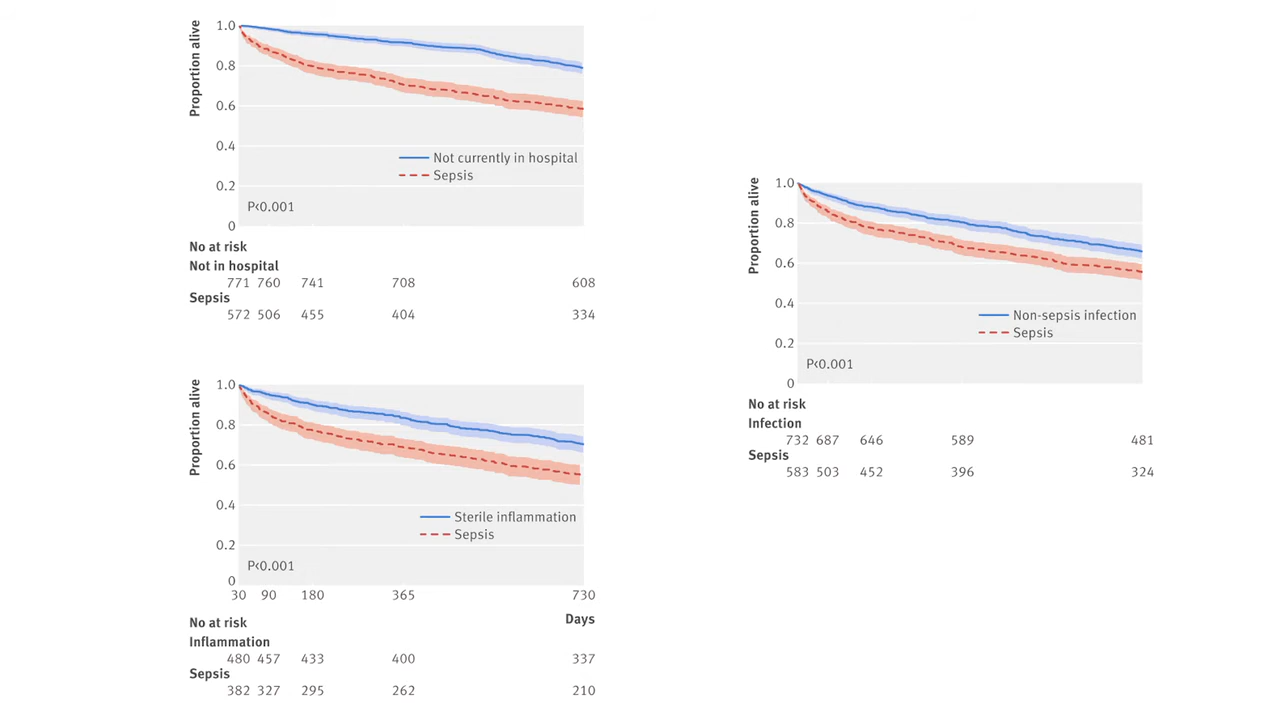 Proportion alive
1.0
0.8
0.6
0.4
0.2
0
Not currently in hospital
Sepsis
P<0.001
No at risk
Not in hospital
771 760 741 708 608
Sepsis
572 506 455 404 334
Proportion alive
1.0
0.8
0.6
0.4
0.2
0
Sterile inflammation
Sepsis
P<0.001
30 90 180 365 730
Days
No at risk
Inflammation
480 457 433 400 337
Sepsis
382 327 295 262 210
Proportion alive
1.0
0.8
0.6
0.4
0.2
0
Non-sepsis infection
Sepsis
P<0.001
No at risk
Infection
732 687 646 589 481
Sepsis
583 503 452 396 324